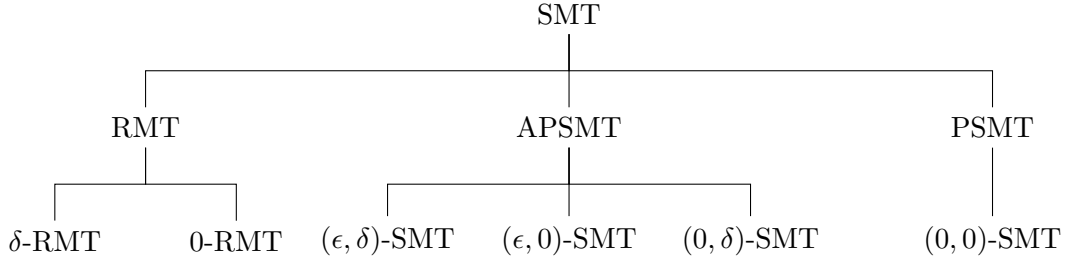 SMT
RMT APSMT PSMT
δ-RMT 0-RMT (ϵ, δ)-SMT (ϵ, 0)-SMT (0, δ)-SMT (0, 0)-SMT